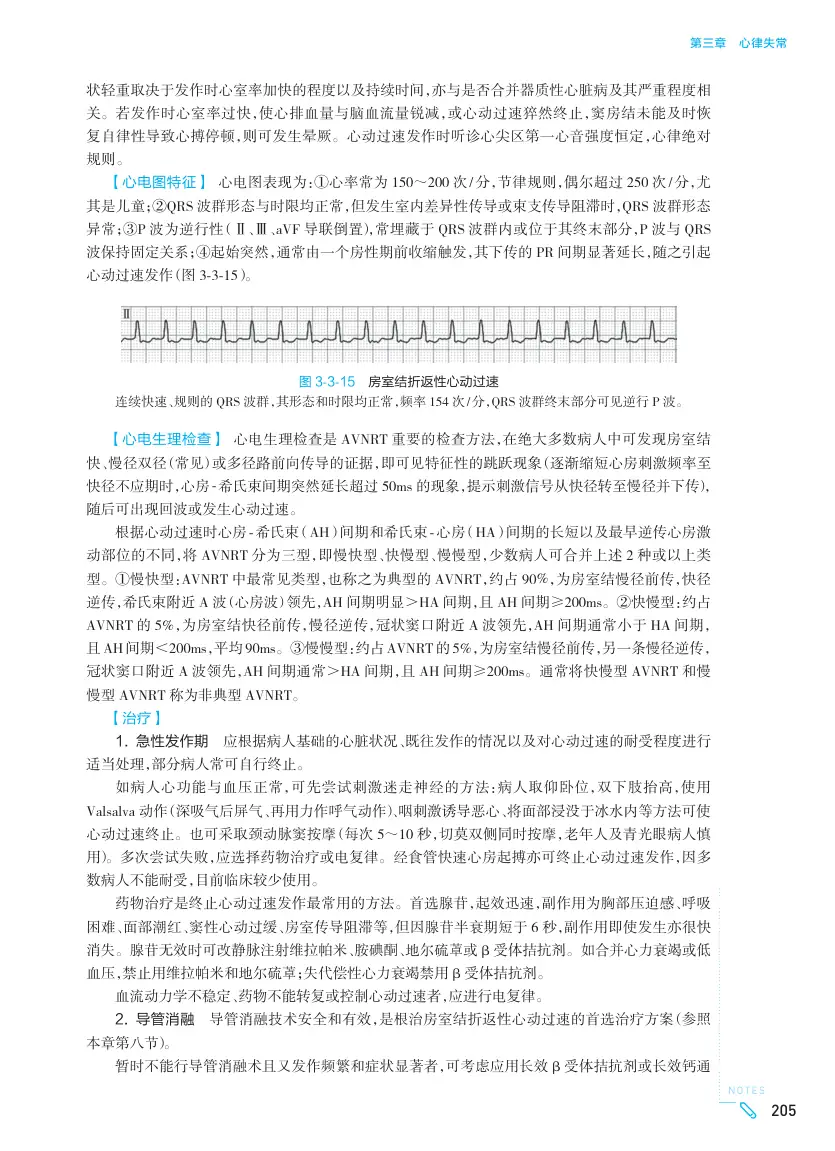 第三章 心律失常
状轻重取决于发作时心室率加快的程度以及持续时间,亦与是否合并器质性心脏病及其严重程度相
关。若发作时心室率过快,使心排血量与脑血流量锐减,或心动过速猝然终止,窦房结未能及时恢
复自律性导致心搏停顿,则可发生晕厥。心动过速发作时听诊心尖区第一心音强度恒定,心律绝对
规则。
【心电图特征】 心电图表现为:①心率常为 150～200 次/分,节律规则,偶尔超过 250 次/分,尤
其是儿童;②QRS 波群形态与时限均正常,但发生室内差异性传导或束支传导阻滞时,QRS 波群形态
异常;③P 波为逆行性(Ⅱ、Ⅲ、aVF 导联倒置),常埋藏于 QRS 波群内或位于其终末部分,P 波与 QRS
波保持固定关系;④起始突然,通常由一个房性期前收缩触发,其下传的 PR 间期显著延长,随之引起
心动过速发作(图 3-3-15)。
Ⅱ
图 3-3-15 房室结折返性心动过速
连续快速、规则的 QRS 波群,其形态和时限均正常,频率 154 次/分,QRS 波群终末部分可见逆行 P 波。
【心电生理检查】 心电生理检查是 AVNRT 重要的检查方法,在绝大多数病人中可发现房室结
快、慢径双径(常见)或多径路前向传导的证据,即可见特征性的跳跃现象(逐渐缩短心房刺激频率至
快径不应期时,心房-希氏束间期突然延长超过 50ms 的现象,提示刺激信号从快径转至慢径并下传),
随后可出现回波或发生心动过速。
根据心动过速时心房-希氏束(AH)间期和希氏束-心房(HA)间期的长短以及最早逆传心房激
动部位的不同,将 AVNRT 分为三型,即慢快型、快慢型、慢慢型,少数病人可合并上述 2 种或以上类
型。①慢快型:AVNRT 中最常见类型,也称之为典型的 AVNRT,约占 90%,为房室结慢径前传,快径
逆传,希氏束附近 A 波(心房波)领先,AH 间期明显>HA 间期,且 AH 间期≥200ms。②快慢型:约占
AVNRT 的 5%,为房室结快径前传,慢径逆传,冠状窦口附近 A 波领先,AH 间期通常小于 HA 间期,
且 AH 间期<200ms,平均 90ms。③慢慢型:约占 AVNRT 的 5%,为房室结慢径前传,另一条慢径逆传,
冠状窦口附近 A 波领先,AH 间期通常>HA 间期,且 AH 间期≥200ms。通常将快慢型 AVNRT 和慢
慢型 AVNRT 称为非典型 AVNRT。
【治疗】
1. 急性发作期 应根据病人基础的心脏状况、既往发作的情况以及对心动过速的耐受程度进行
适当处理,部分病人常可自行终止。
如病人心功能与血压正常,可先尝试刺激迷走神经的方法:病人取仰卧位,双下肢抬高,使用
Valsalva 动作(深吸气后屏气、再用力作呼气动作)、咽刺激诱导恶心、将面部浸没于冰水内等方法可使
心动过速终止。也可采取颈动脉窦按摩(每次 5～10 秒,切莫双侧同时按摩,老年人及青光眼病人慎
用)。多次尝试失败,应选择药物治疗或电复律。经食管快速心房起搏亦可终止心动过速发作,因多
数病人不能耐受,目前临床较少使用。
药物治疗是终止心动过速发作最常用的方法。首选腺苷,起效迅速,副作用为胸部压迫感、呼吸
困难、面部潮红、窦性心动过缓、房室传导阻滞等,但因腺苷半衰期短于 6 秒,副作用即使发生亦很快
消失。腺苷无效时可改静脉注射维拉帕米、胺碘酮、地尔硫䓬或 β 受体拮抗剂。如合并心力衰竭或低
血压,禁止用维拉帕米和地尔硫䓬;失代偿性心力衰竭禁用 β 受体拮抗剂。
血流动力学不稳定、药物不能转复或控制心动过速者,应进行电复律。
2. 导管消融 导管消融技术安全和有效,是根治房室结折返性心动过速的首选治疗方案(参照
本章第八节)。
暂时不能行导管消融术且又发作频繁和症状显著者,可考虑应用长效 β 受体拮抗剂或长效钙通
NOTES
205